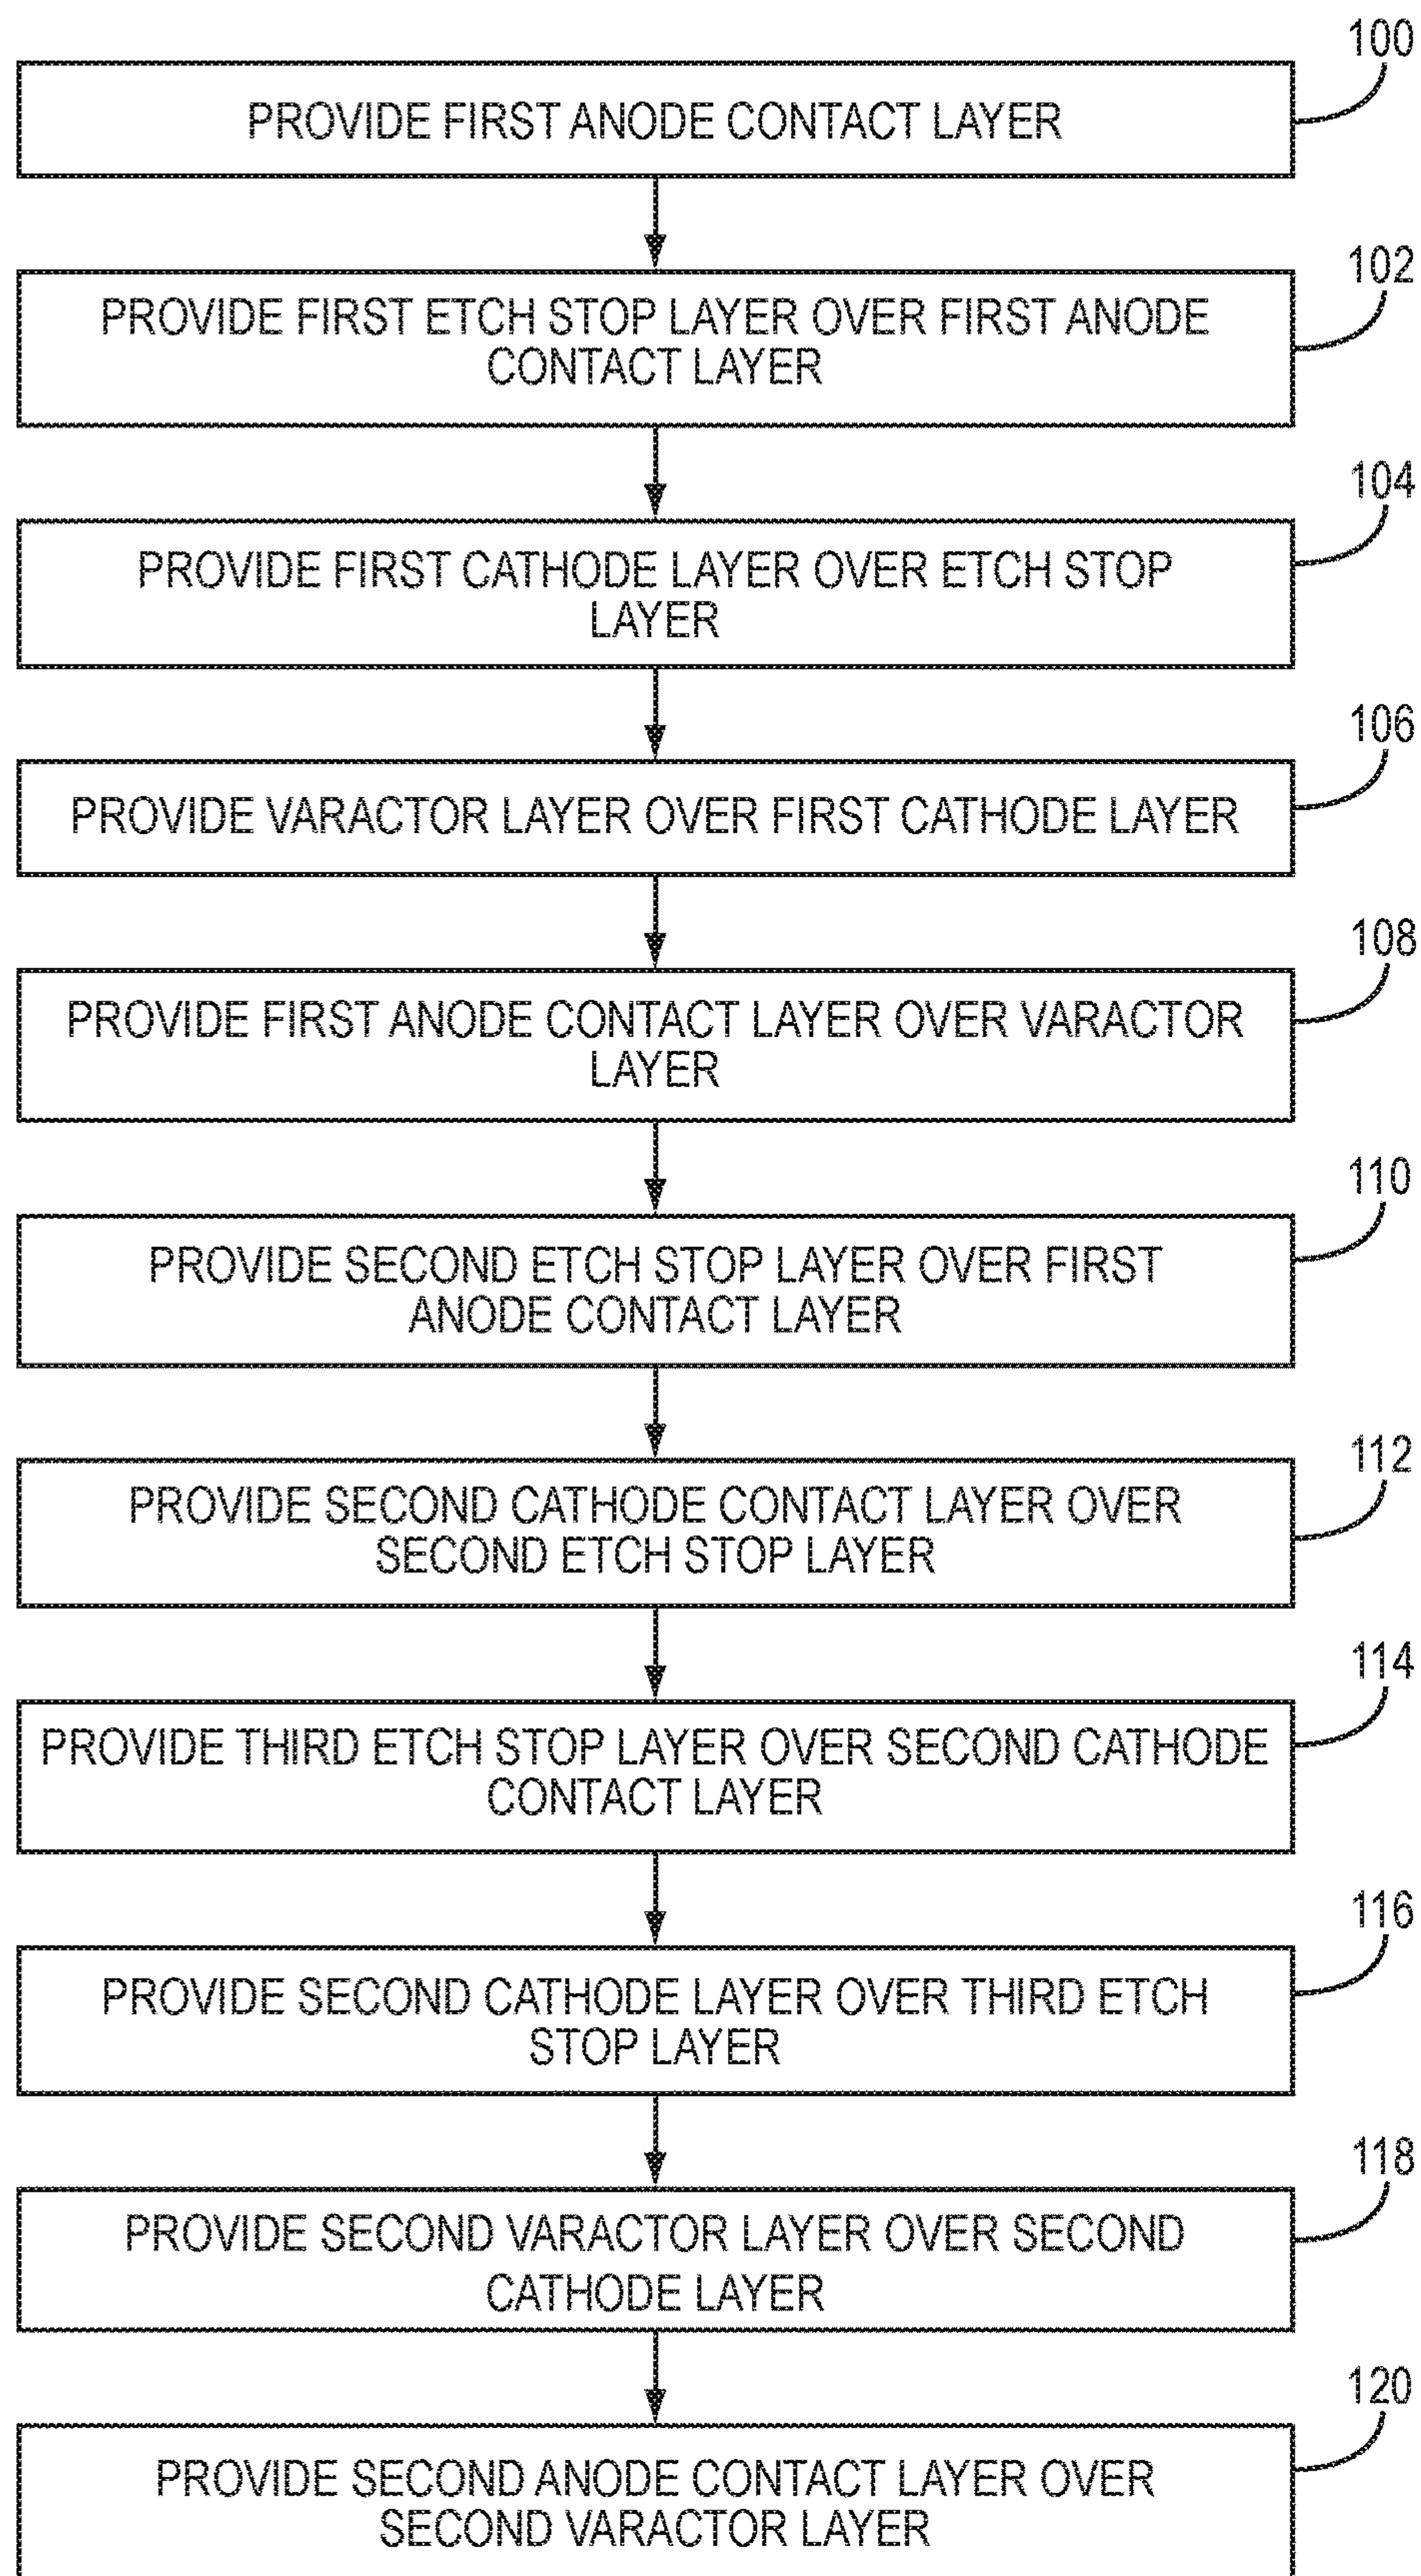 100
PROVIDE FIRST ANODE CONTACT LAYER
102
PROVIDE FIRST ETCH STOP LAYER OVER FIRST ANODE
CONTACT LAYER
104
PROVIDE FIRST CATHODE LAYER OVER ETCH STOP
LAYER
106
PROVIDE VARACTOR LAYER OVER FIRST CATHODE LAYER
108
PROVIDE FIRST ANODE CONTACT LAYER OVER VARACTOR
LAYER
110
PROVIDE SECOND ETCH STOP LAYER OVER FIRST
ANODE CONTACT LAYER
112
PROVIDE SECOND CATHODE CONTACT LAYER OVER
SECOND ETCH STOP LAYER
114
PROVIDE THIRD ETCH STOP LAYER OVER SECOND CATHODE
CONTACT LAYER
116
PROVIDE SECOND CATHODE LAYER OVER THIRD ETCH
STOP LAYER
118
PROVIDE SECOND VARACTOR LAYER OVER SECOND
CATHODE LAYER
120
PROVIDE SECOND ANODE CONTACT LAYER OVER
SECOND VARACTOR LAYER